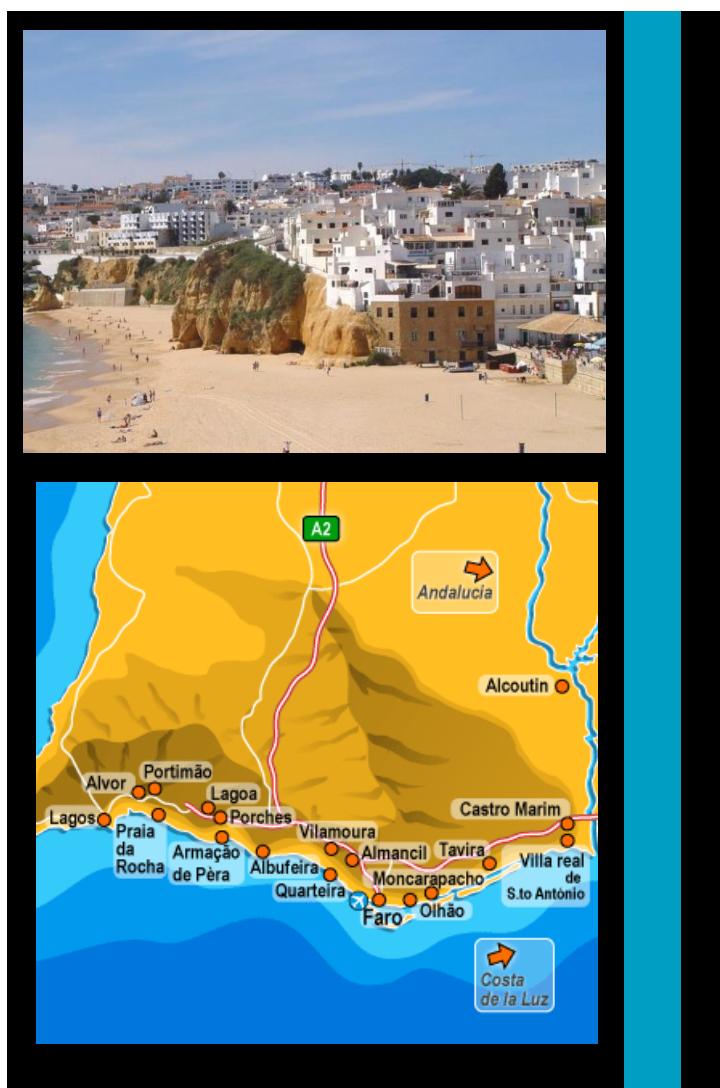 A2
Andalucia
Alcoutin
Portimão
Alvor
Lagoa
Castro Marim
Lagos
Porches
Praia
da
Rocha
Vilamoura
Armação
de Pèra
Almancil
Tavira
Albufeira
Villa real
de
S.to António
Moncarapacho
Quarteira
Faro
Olhão
Costa
de la Luz